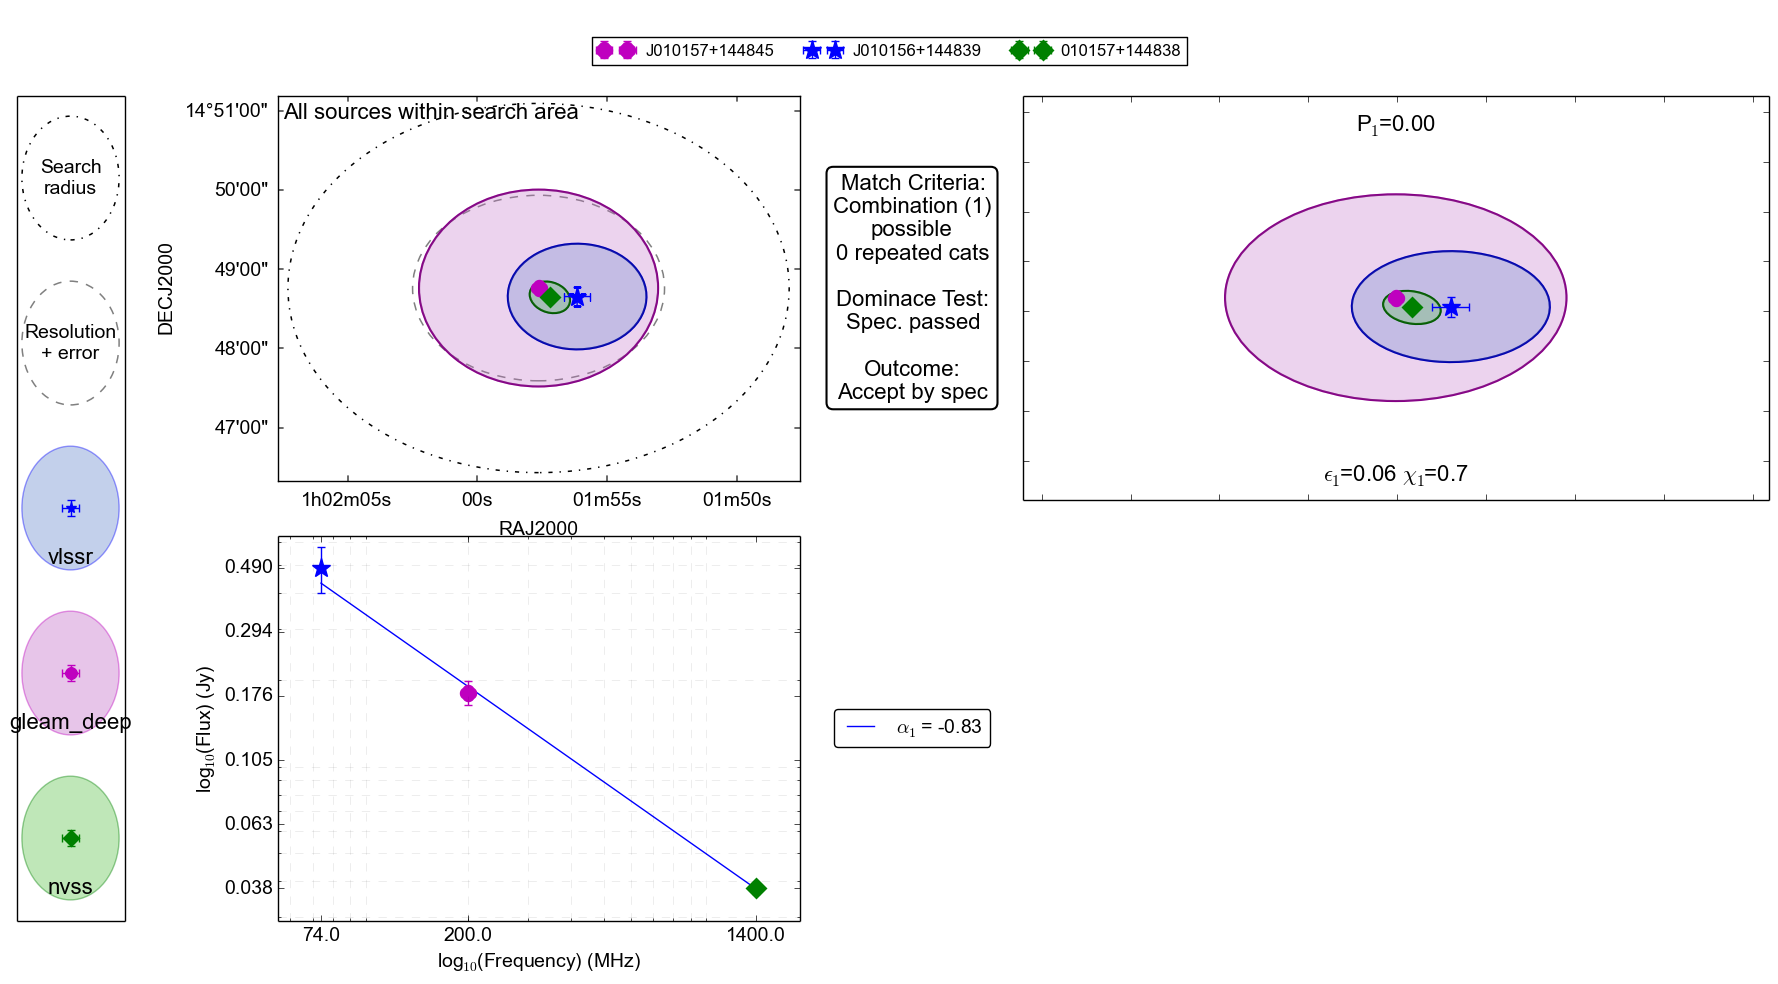 J010157+144845 J010156+144839 010157+144838
Search
radius
Resolution
+ error
vlssr
gleam_deep
nvss
All sources within search area
DECJ2000
14°51'00"
50'00"
49'00"
48'00"
47'00"
1h02m05s 00s 01m55s 01m50s
RAJ2000
Match Criteria:
Combination (1)
possible
0 repeated cats
Dominace Test:
Spec. passed
Outcome:
Accept by spec
P₁=0.00
ϵ₁=0.06 χ₁=0.7
log₁₀(Flux) (Jy)
0.490
0.294
0.176
0.105
0.063
0.038
74.0 200.0 1400.0
log₁₀(Frequency) (MHz)
α₁ = -0.83